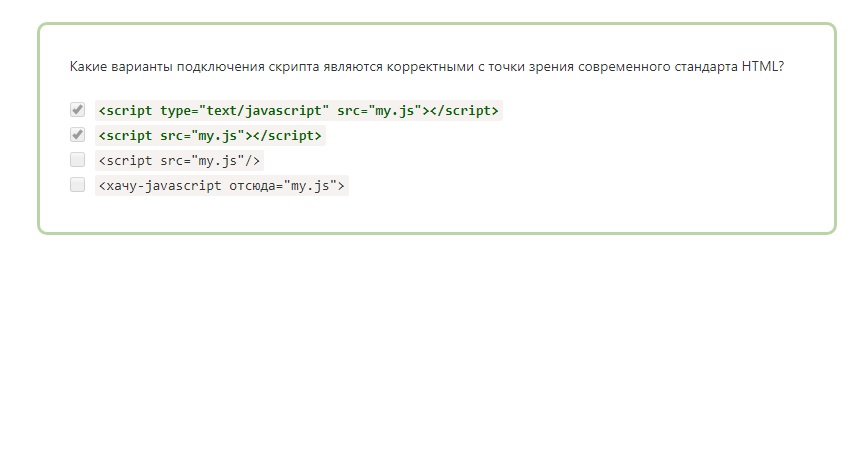 Какие варианты подключения скрипта являются корректными с точки зрения современного стандарта HTML?
<script type="text/javascript" src="my.js"></script>
<script src="my.js"></script>
<script src="my.js"/>
<хачу-javascript отсюда="my.js">